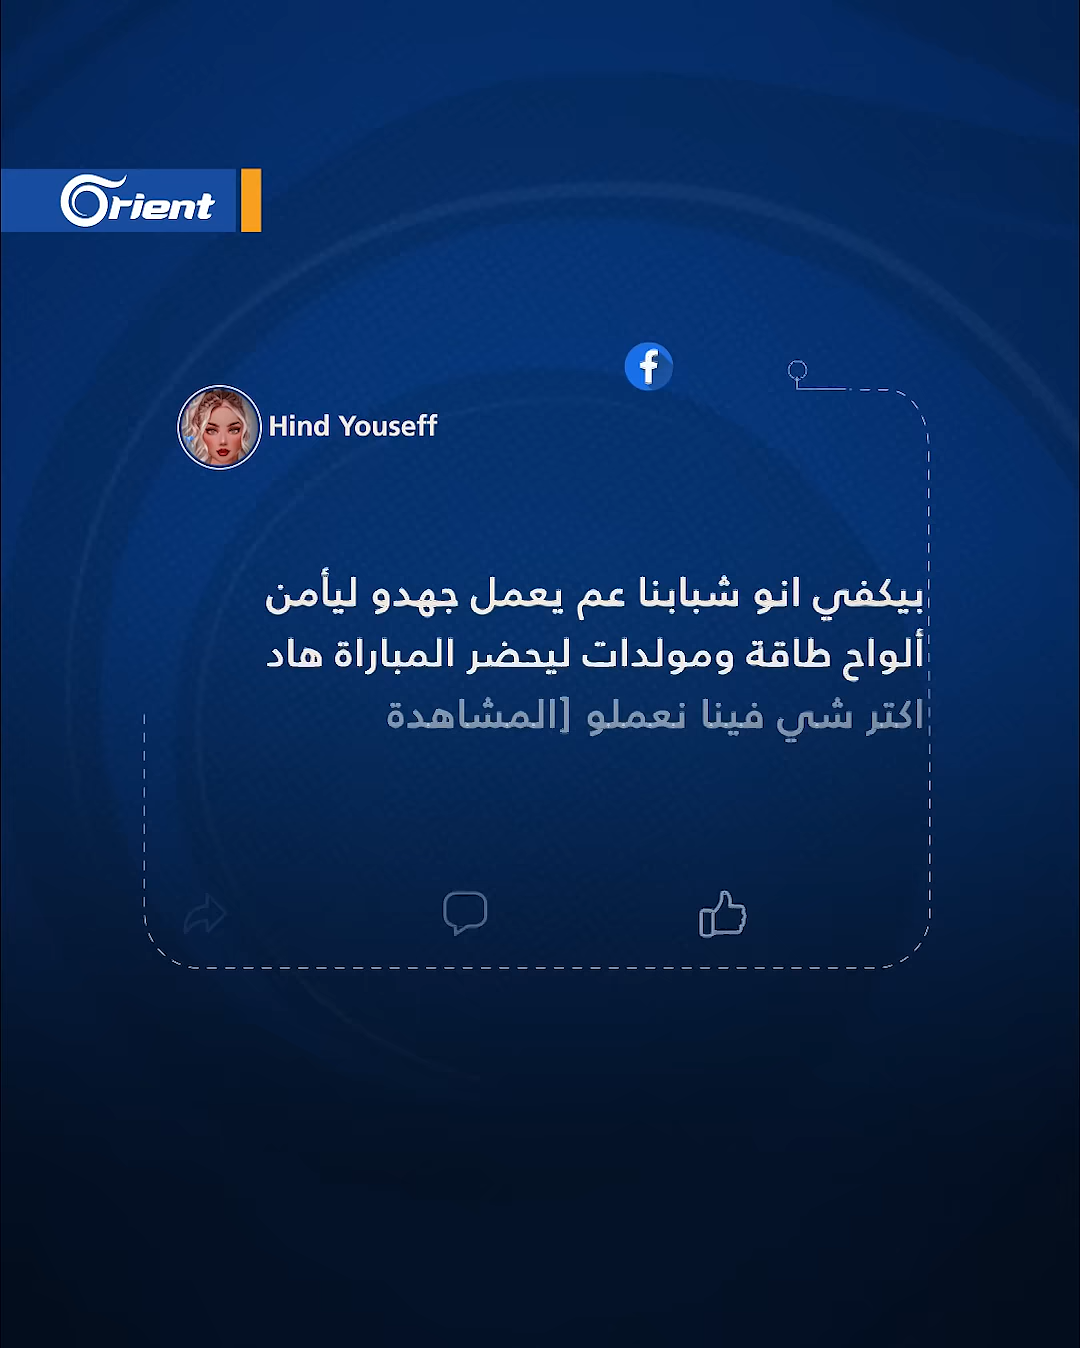 Orient
Hind Youseff
بيكفي انو شبابنا عم يعمل جهدو ليأمن
ألواح طاقة ومولدات ليحضر المباراة هاد
اكتر شي فينا نعملو [المشاهدة